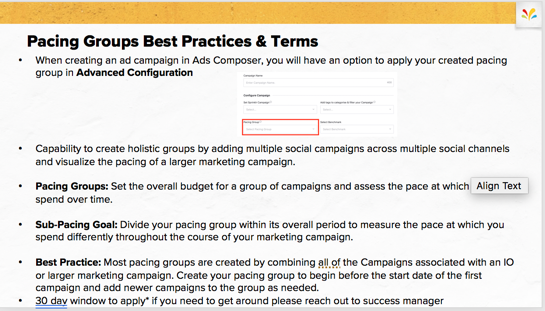 Pacing Groups Best Practices & Terms
• When creating an ad campaign in Ads Composer, you will have an option to apply your created pacing
group in Advanced Configuration
Campaign Name
Configure Campaign
Pacing Group
• Capability to create holistic groups by adding multiple social campaigns across multiple social channels
and visualize the pacing of a larger marketing campaign.
• Pacing Groups: Set the overall budget for a group of campaigns and assess the pace at which
Align Text
spend over time.
• Sub-Pacing Goal: Divide your pacing group within its overall period to measure the pace at which you
spend differently throughout the course of your marketing campaign.
• Best Practice: Most pacing groups are created by combining all of the Campaigns associated with an IO
or larger marketing campaign. Create your pacing group to begin before the start date of the first
campaign and add newer campaigns to the group as needed.
• 30 day window to apply* if you need to get around please reach out to success manager